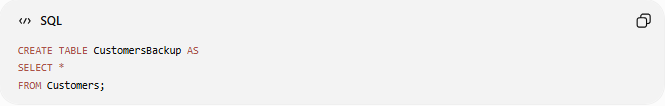 </> SQL
CREATE TABLE CustomersBackup AS
SELECT *
FROM Customers;